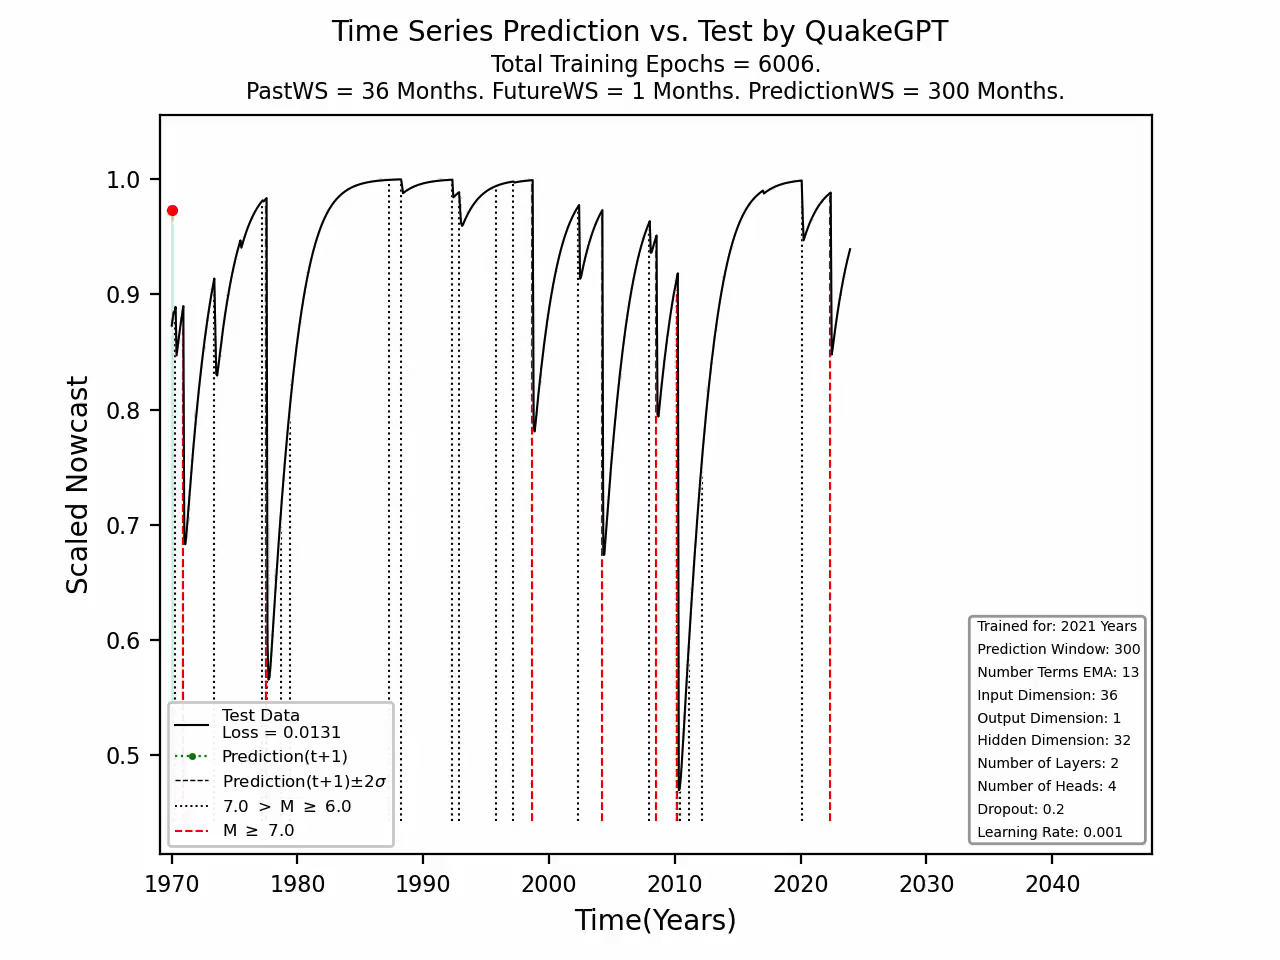 Time Series Prediction vs. Test by QuakeGPT
Total Training Epochs = 6006.
PastWS = 36 Months. FutureWS = 1 Months. PredictionWS = 300 Months.
Scaled Nowcast
1.0
0.9
0.8
0.7
0.6
0.5
Test Data
Loss = 0.0131
Prediction(t+1)
Prediction(t+1)±2σ
7.0 > M ≥ 6.0
M ≥ 7.0
Trained for: 2021 Years
Prediction Window: 300
Number Terms EMA: 13
Input Dimension: 36
Output Dimension: 1
Hidden Dimension: 32
Number of Layers: 2
Number of Heads: 4
Dropout: 0.2
Learning Rate: 0.001
1970 1980 1990 2000 2010 2020 2030 2040
Time(Years)